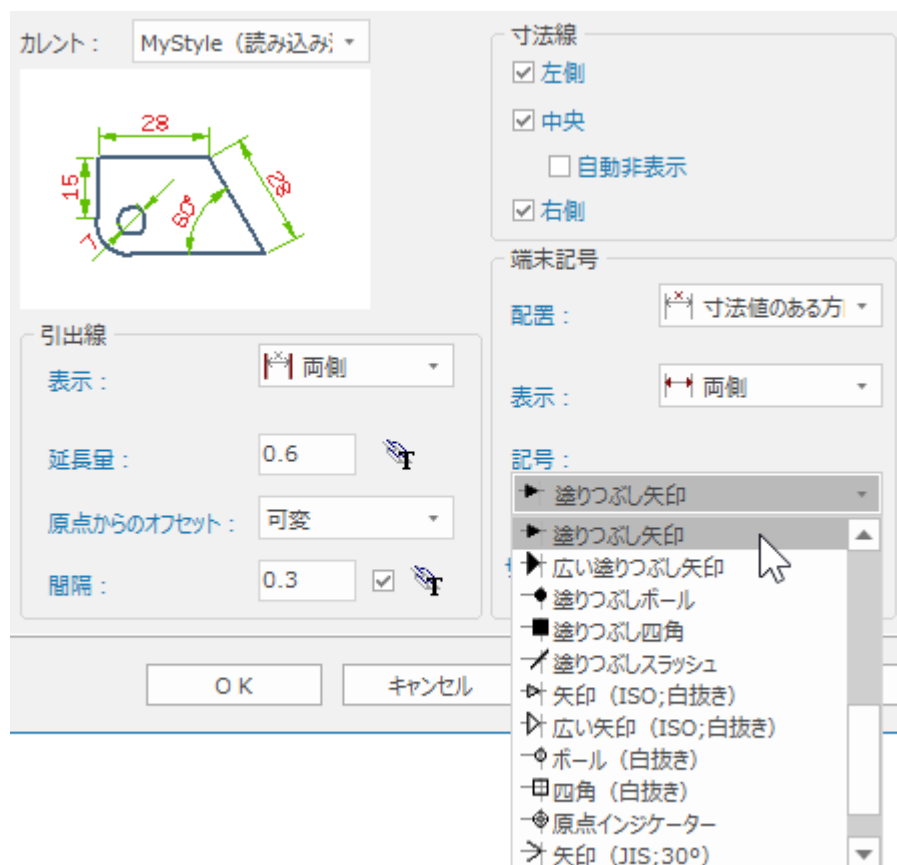 カレント：
MyStyle（読み込み
28
15
28
60°
7
引出線
表示：
両側
延長量：
0.6
原点からのオフセット：
可変
間隔：
0.3
寸法線
左側
中央
自動非表示
右側
端末記号
配置：
寸法値のある方
表示：
両側
記号：
塗りつぶし矢印
塗りつぶし矢印
広い塗りつぶし矢印
塗りつぶしボール
塗りつぶし四角
塗りつぶしスラッシュ
矢印（ISO;白抜き）
広い矢印（ISO;白抜き）
ボール（白抜き）
四角（白抜き）
原点インジケーター
矢印（JIS;30º）
OK
キャンセル